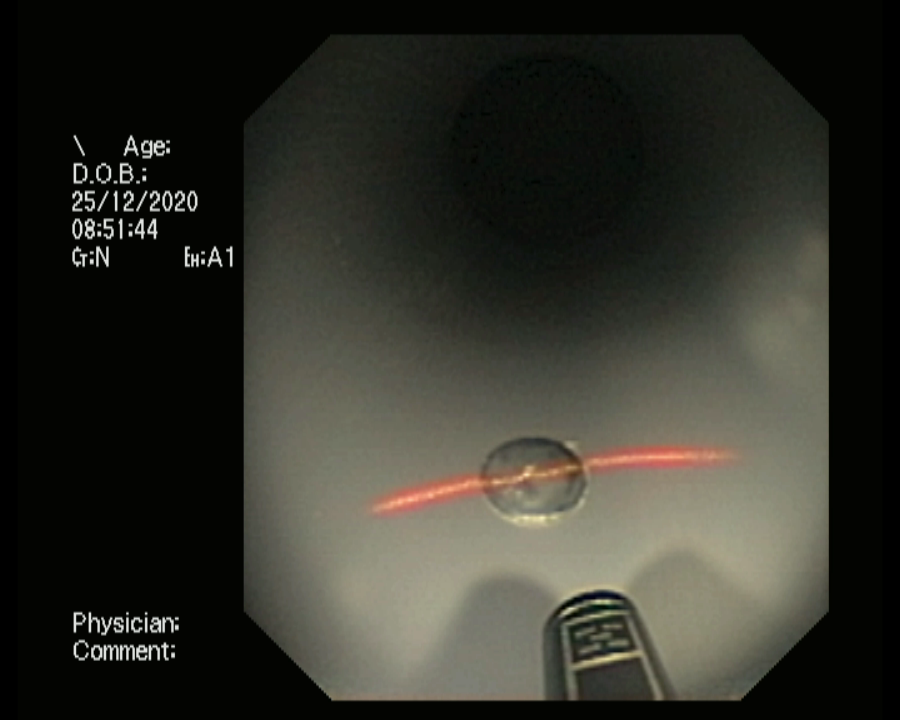 \ Age:
D.O.B.:
25/12/2020
08:51:44
Cr:N Eh:A1
Physician:
Comment: